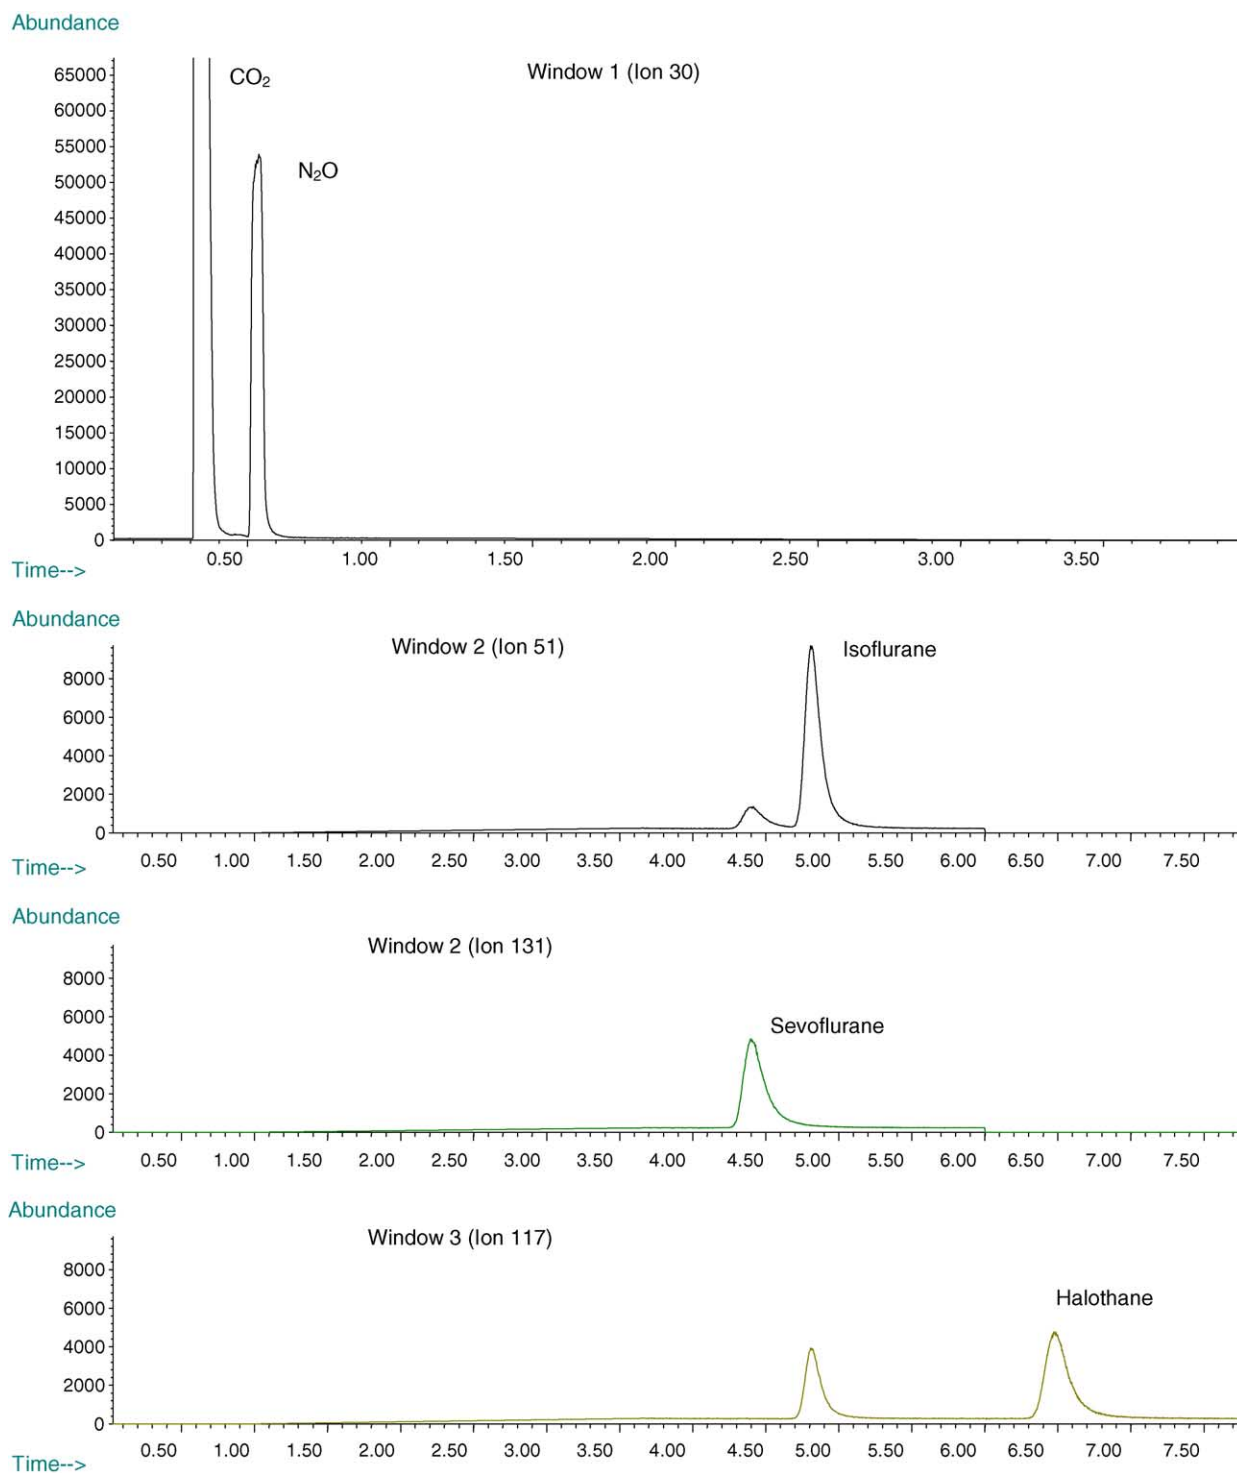 Abundance
Window 1 (Ion 30)
65000
CO₂
60000
55000
N₂O
50000
45000
40000
35000
30000
25000
20000
15000
10000
5000
0
0.50 1.00 1.50 2.00 2.50 3.00 3.50
Time-->
Abundance
Window 2 (Ion 51)
Isoflurane
8000
6000
4000
2000
0
0.50 1.00 1.50 2.00 2.50 3.00 3.50 4.00 4.50 5.00 5.50 6.00 6.50 7.00 7.50
Time-->
Abundance
Window 2 (Ion 131)
8000
6000
Sevoflurane
4000
2000
0
0.50 1.00 1.50 2.00 2.50 3.00 3.50 4.00 4.50 5.00 5.50 6.00 6.50 7.00 7.50
Time-->
Abundance
Window 3 (Ion 117)
8000
Halothane
6000
4000
2000
0
0.50 1.00 1.50 2.00 2.50 3.00 3.50 4.00 4.50 5.00 5.50 6.00 6.50 7.00 7.50
Time-->